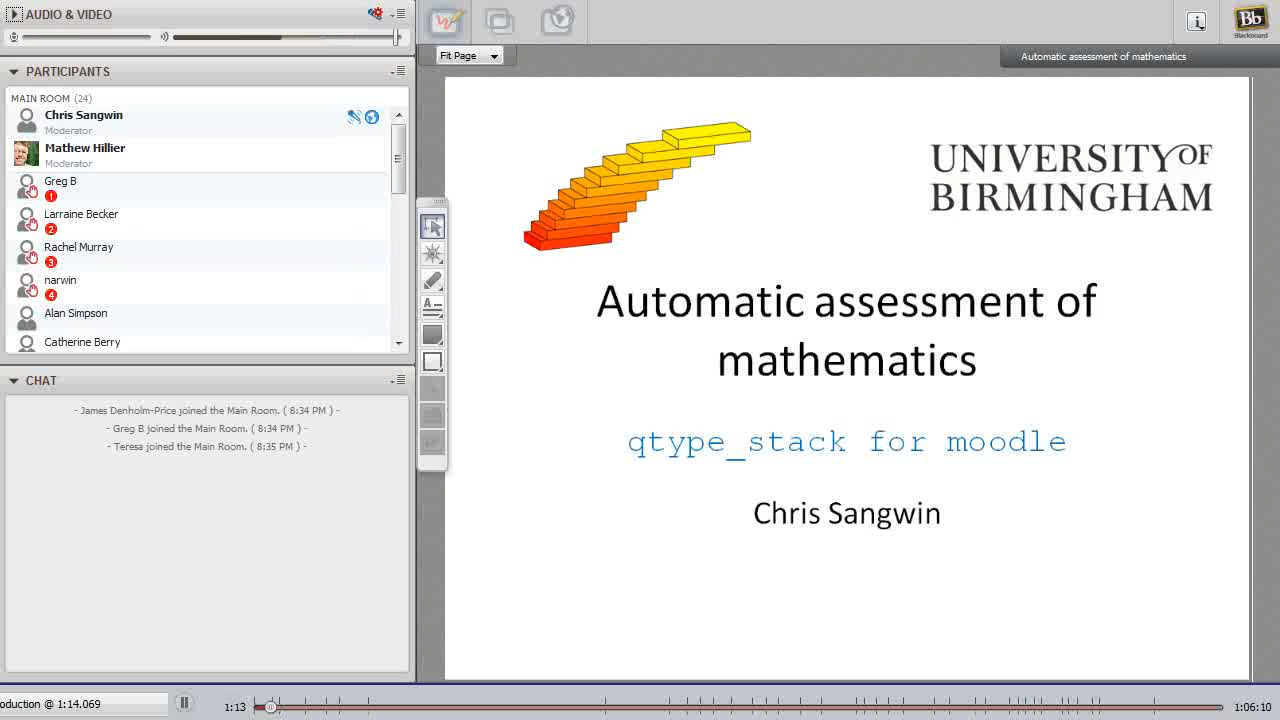 AUDIO & VIDEO
PARTICIPANTS
MAIN ROOM (24)
Chris Sangwin
Moderator
Mathew Hillier
Moderator
Greg B
1
Larraine Becker
2
Rachel Murray
3
narwin
4
Alan Simpson
Catherine Berry
CHAT
- James Denholm-Price joined the Main Room. ( 8:34 PM ) -
- Greg B joined the Main Room. ( 8:34 PM ) -
- Teresa joined the Main Room. ( 8:35 PM ) -
Fit Page
i
Bb
Blackboard
Automatic assessment of mathematics
UNIVERSITY OF
BIRMINGHAM
Automatic assessment of
mathematics
qtype_stack for moodle
Chris Sangwin
oduction @ 1:14.069
1:13
1:06:10